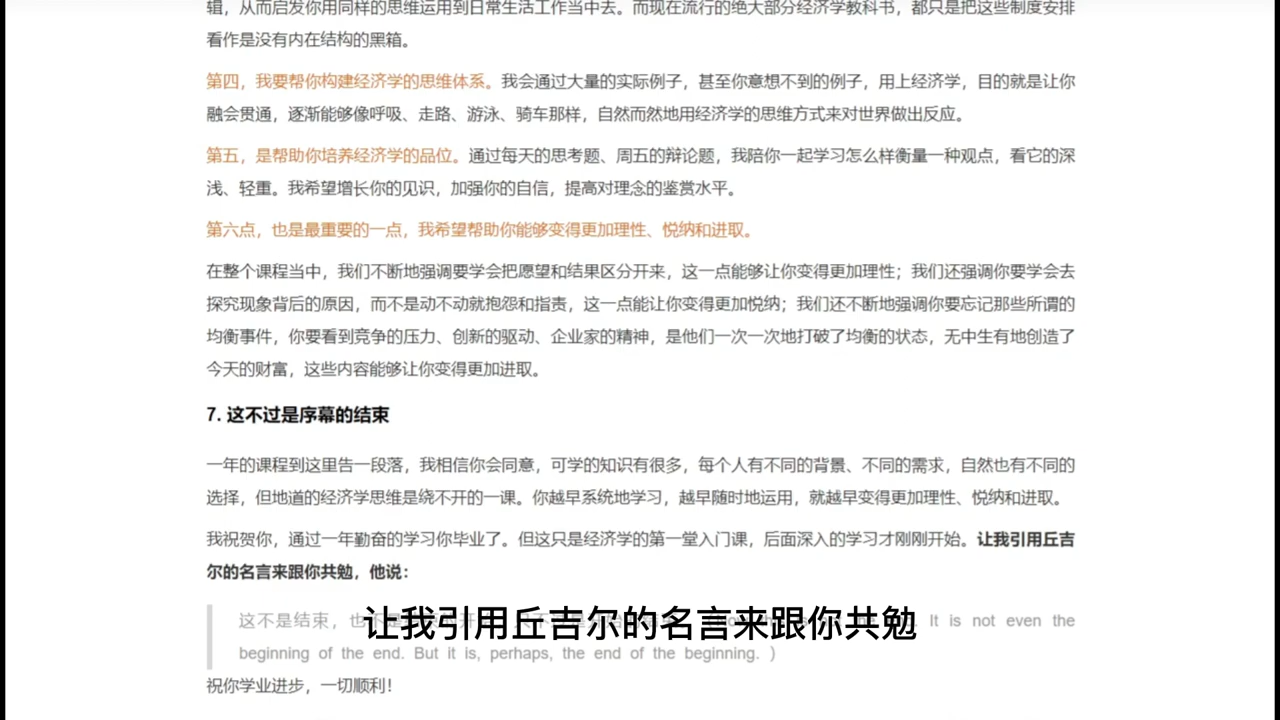 辑，从而启发你用同样的思维运用到日常生活工作当中去。而现在流行的绝大部分经济学教科书，都只是把这些制度安排
看作是没有内在结构的黑箱。
第四，我要帮你构建经济学的思维体系。我会通过大量的实际例子，甚至你意想不到的例子，用上经济学，目的就是让你
融会贯通，逐渐能够像呼吸、走路、游泳、骑车那样，自然而然地用经济学的思维方式来对世界做出反应。
第五，是帮助你培养经济学的品位。通过每天的思考题、周五的辩论题，我陪你一起学习怎么样衡量一种观点，看它的深
浅、轻重。我希望增长你的见识，加强你的自信，提高对理念的鉴赏水平。
第六点，也是最重要的一点，我希望帮助你能够变得更加理性、悦纳和进取。
在整个课程当中，我们不断地强调要学会把愿望和结果区分开来，这一点能够让你变得更加理性；我们还强调你要学会去
探究现象背后的原因，而不是动不动就抱怨和指责，这一点能让你变得更加悦纳；我们还不断地强调你要忘记那些所谓的
均衡事件，你要看到竞争的压力、创新的驱动、企业家的精神，是他们一次一次地打破了均衡的状态，无中生有地创造了
今天的财富，这些内容能够让你变得更加进取。
7. 这不过是序幕的结束
一年的课程到这里告一段落，我相信你会同意，可学的知识有很多，每个人有不同的背景、不同的需求，自然也有不同的
选择，但地道的经济学思维是绕不开的一课。你越早系统地学习，越早随时地运用，就越早变得更加理性、悦纳和进取。
我祝贺你，通过一年勤奋的学习你毕业了。但这只是经济学的第一堂入门课，后面深入的学习才刚刚开始。让我引用丘吉
尔的名言来跟你共勉，他说：
这不是结束，也不是 It is not even the
让我引用丘吉尔的名言来跟你共勉
beginning of the end. But it is, perhaps, the end of the beginning. ）
祝你学业进步，一切顺利！